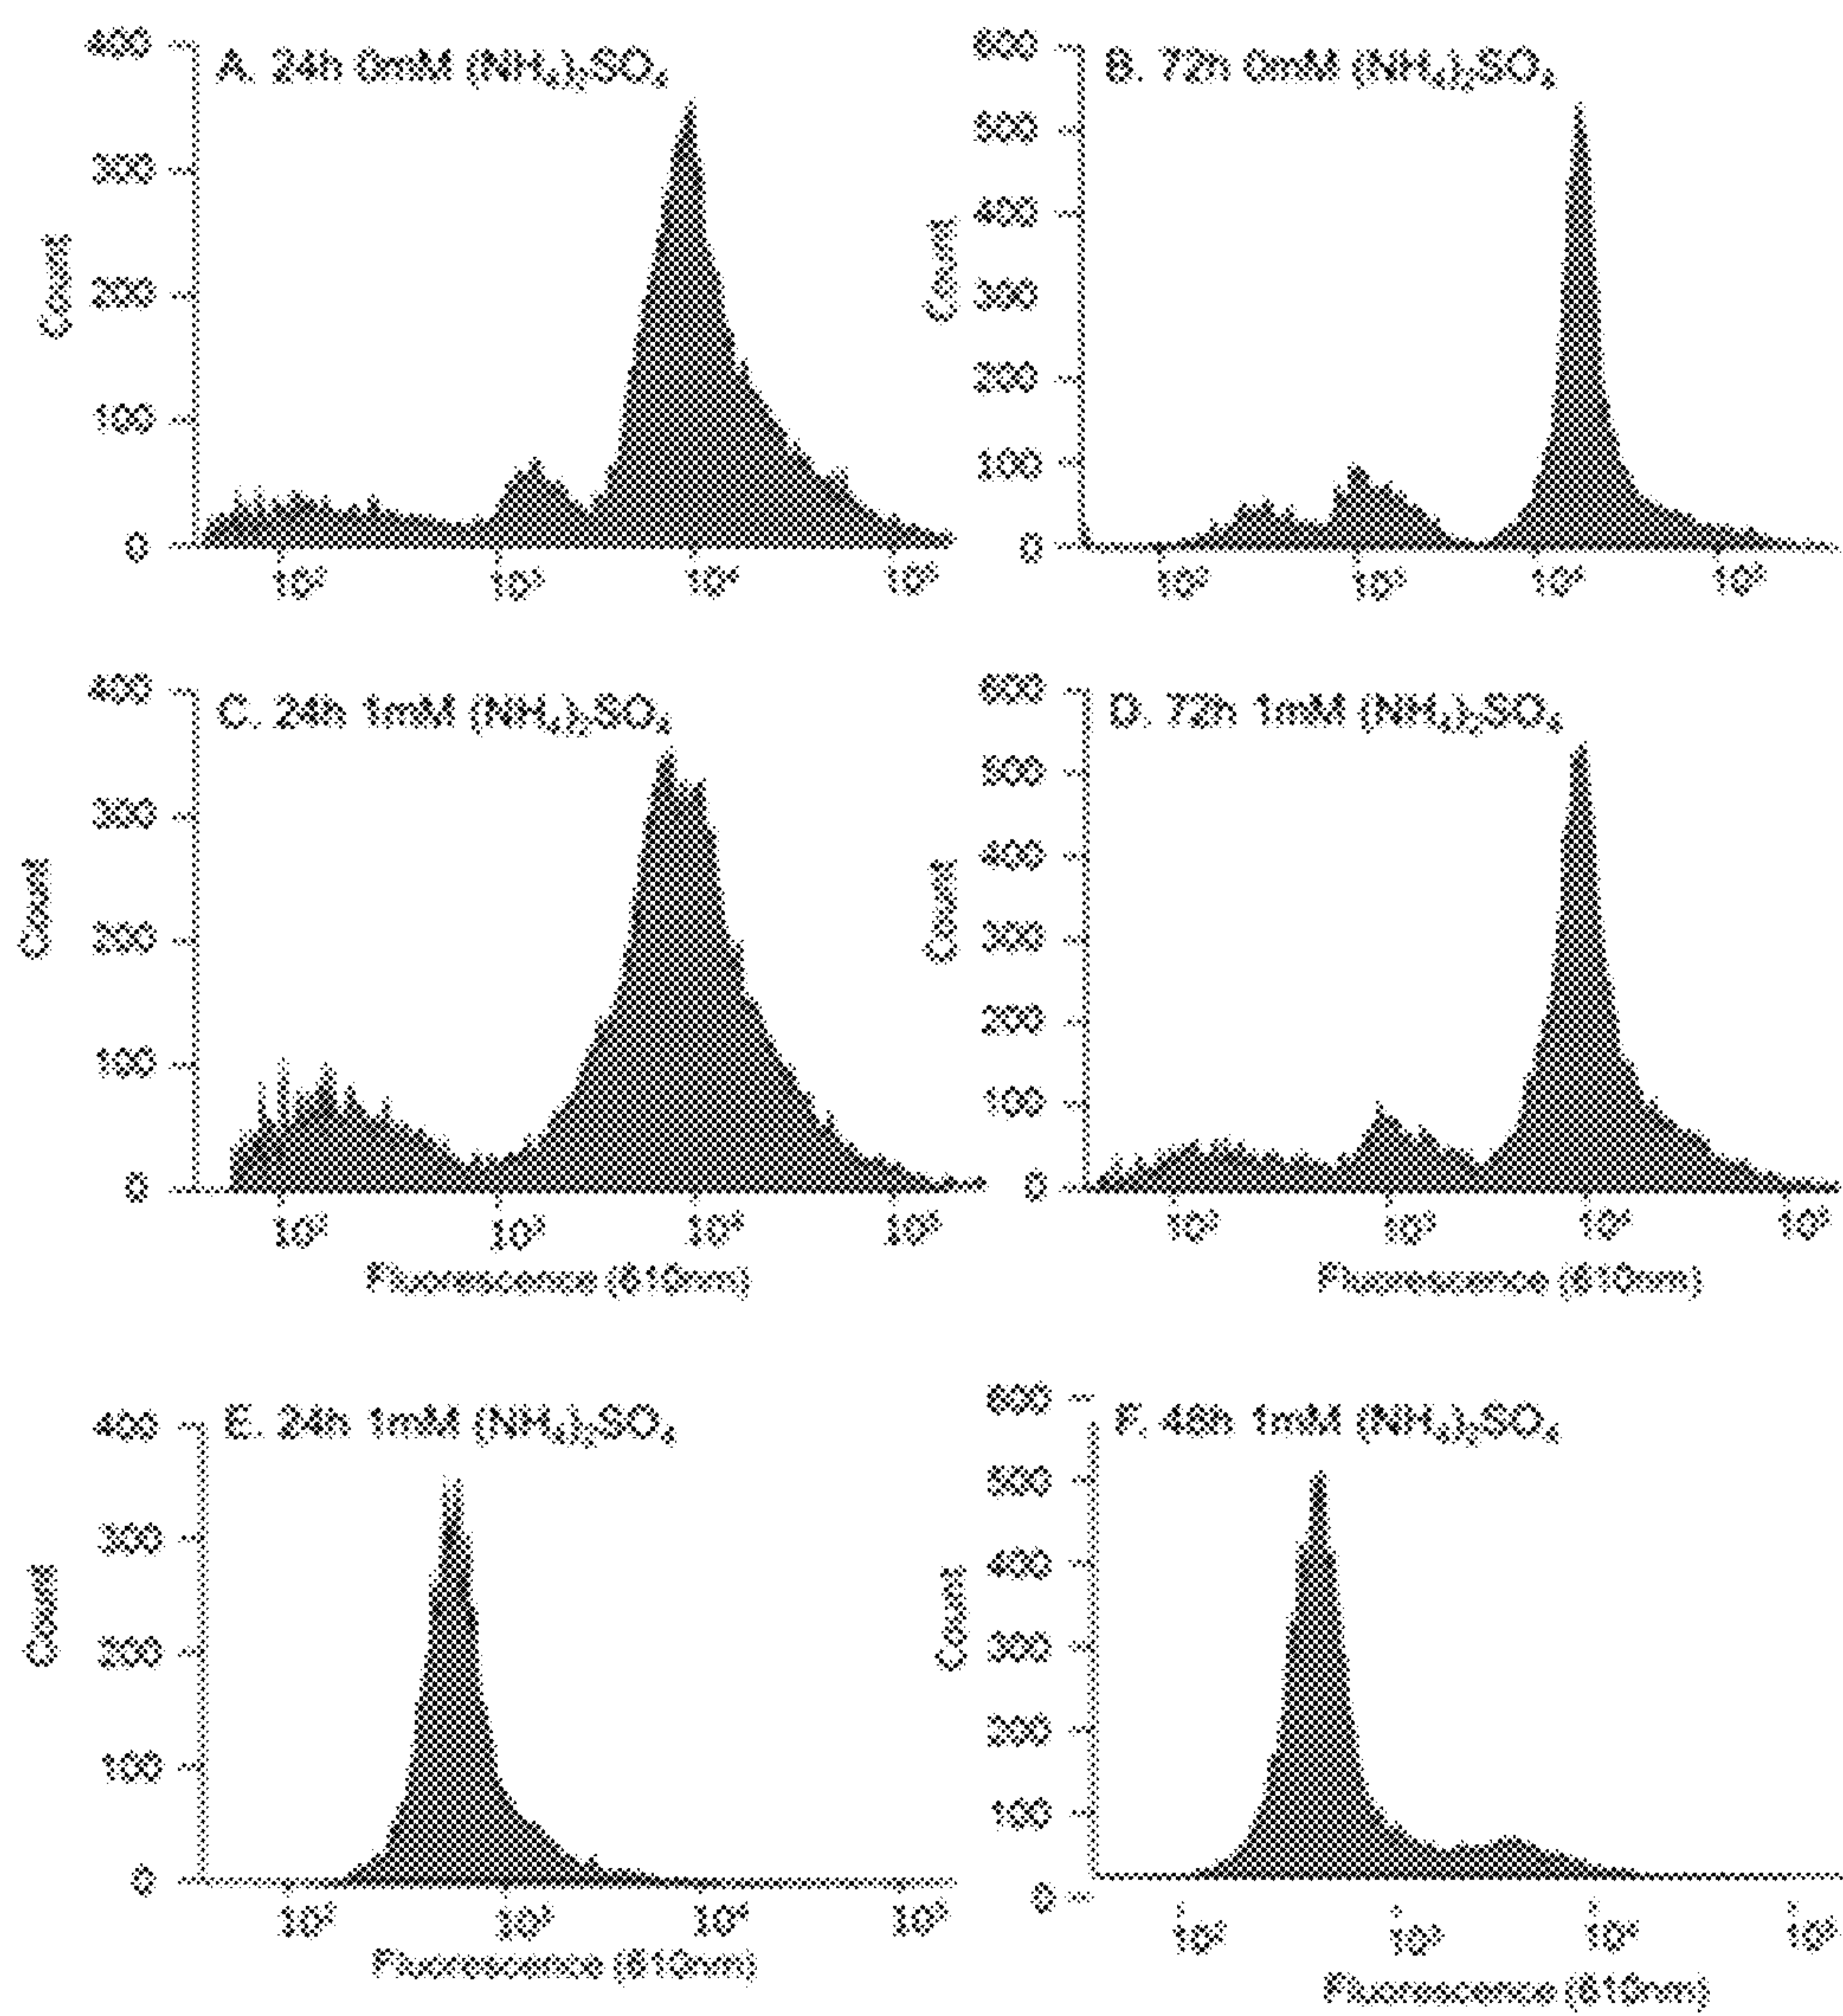 A. 24h 0mM (NH₄)₂SO₄
400
300
200
100
0
Count
10² 10³ 10⁴ 10⁵
B. 72h 0mM (NH₄)₂SO₄
600
500
400
300
200
100
0
Count
10² 10³ 10⁴ 10⁵
C. 24h 1mM (NH₄)₂SO₄
400
300
200
100
0
Count
10² 10³ 10⁴ 10⁵
Fluorescence (610nm)
D. 72h 1mM (NH₄)₂SO₄
600
500
400
300
200
100
0
Count
10² 10³ 10⁴ 10⁵
Fluorescence (610nm)
E. 24h 1mM (NH₄)₂SO₄
400
300
200
100
0
Count
10² 10³ 10⁴ 10⁵
Fluorescence (610nm)
F. 48h 1mM (NH₄)₂SO₄
600
500
400
300
200
100
0
Count
10² 10³ 10⁴ 10⁵
Fluorescence (610nm)